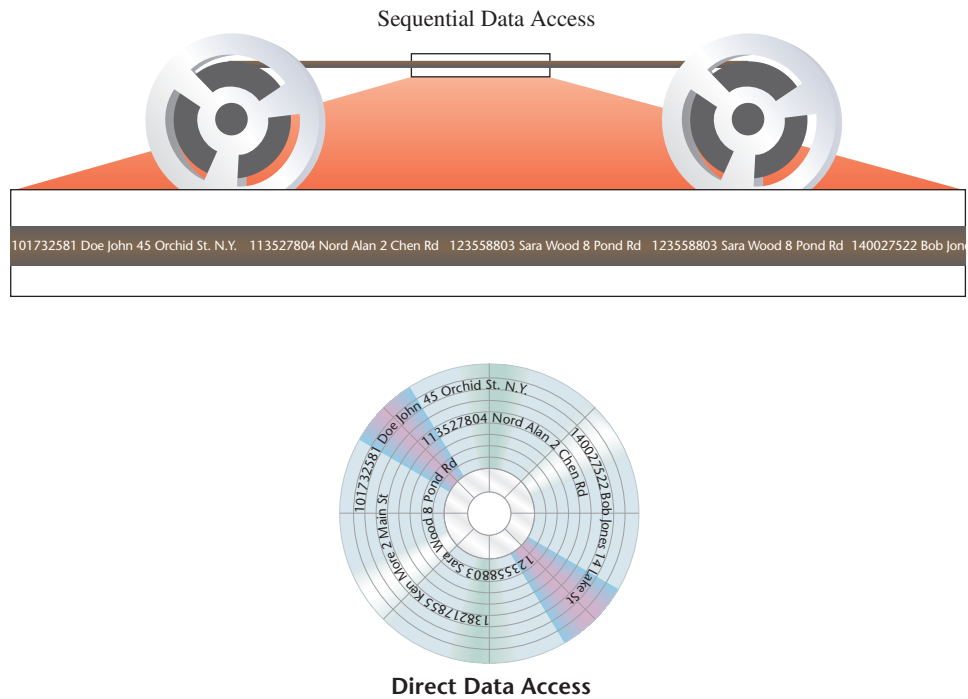 Sequential Data Access
101732581 Doe John 45 Orchid St. N.Y. 113527804 Nord Alan 2 Chen Rd 123558803 Sara Wood 8 Pond Rd 123558803 Sara Wood 8 Pond Rd 140027522 Bob Jone
101732581 Doe John 45 Orchid St. N.Y.
113527804 Nord Alan 2 Chen Rd
140027522 Bob Jones 14 Lake St
123558803 Sara Wood 8 Pond Rd
138217855 Ken More 2 Main St
Direct Data Access